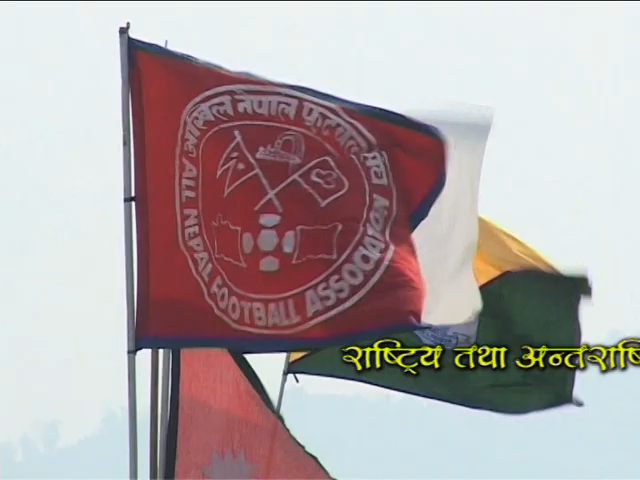 अखिल नेपाल फुटबल संघ
ALL NEPAL FOOTBALL ASSOCIATION
राष्ट्रिय तथा अन्तराष्ट्रि